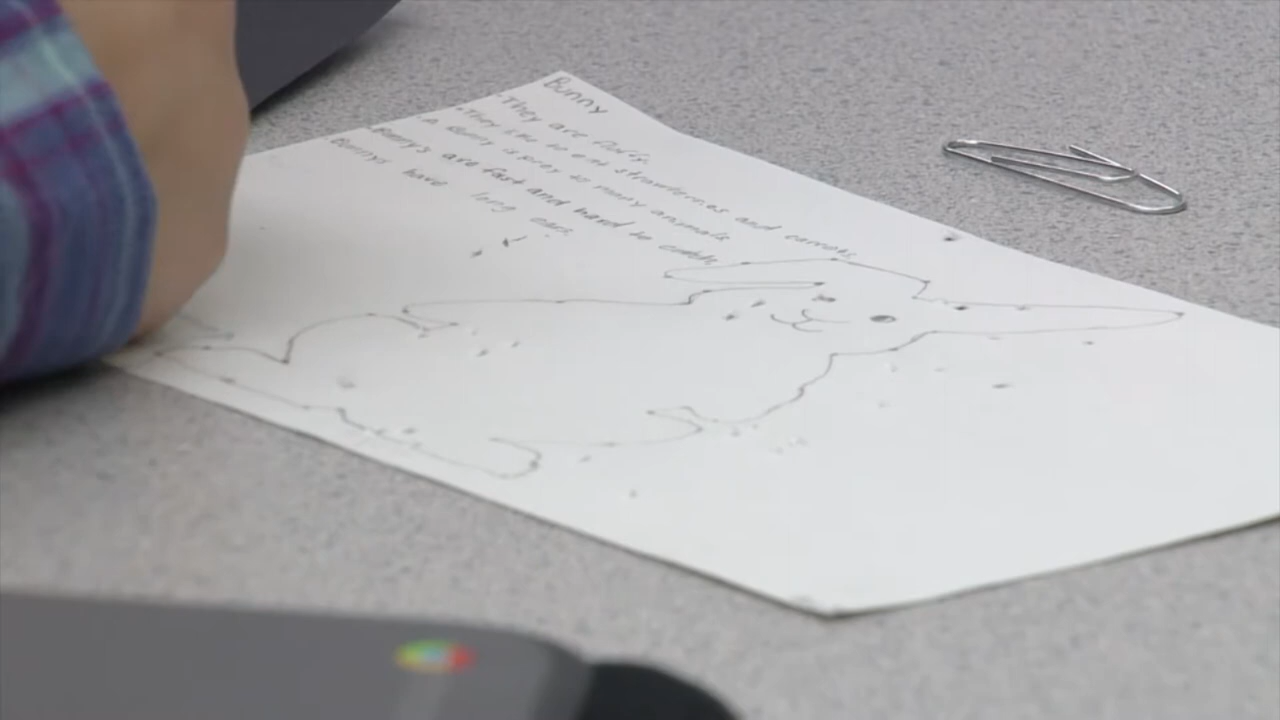 Bunny
• They are fluffy
• They like to eat strawberries and carrots
• A Bunny is prey to many animals
• Bunny's are fast and hard to catch
Bunnys have long ears